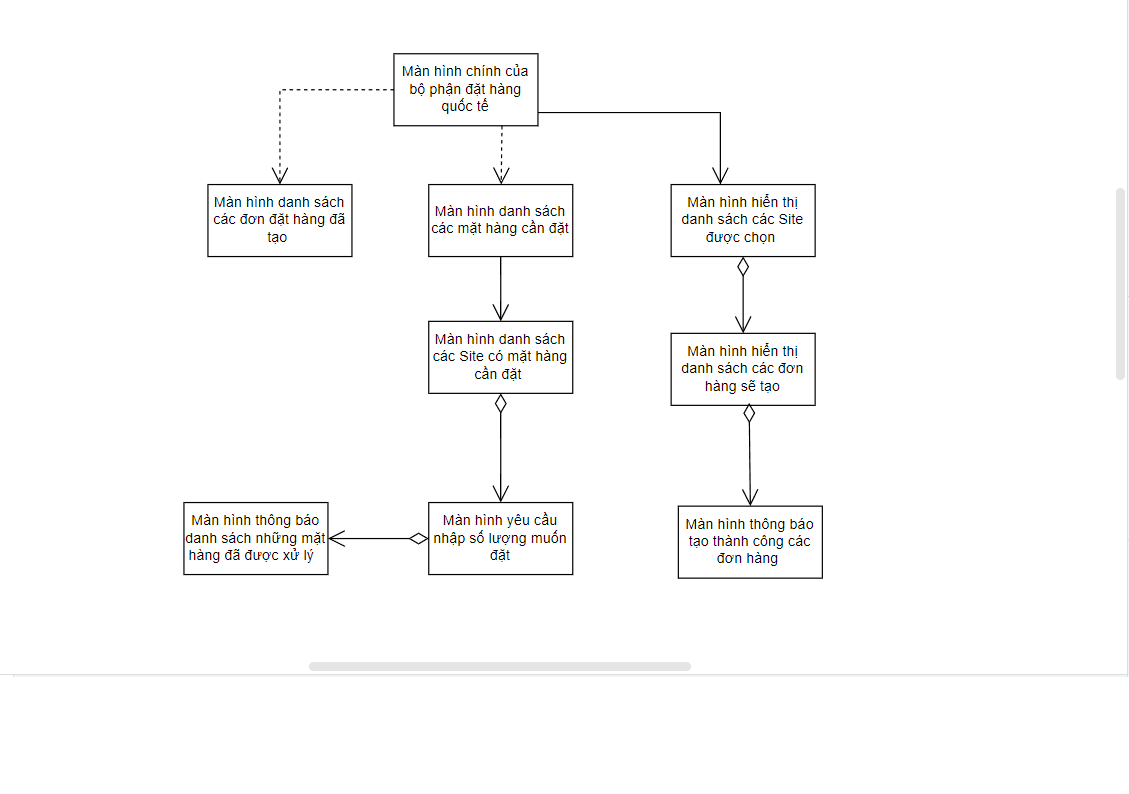 Màn hình chính của
bộ phận đặt hàng
quốc tế
Màn hình danh sách
các đơn đặt hàng đã
tạo
Màn hình danh sách
các mặt hàng cần đặt
Màn hình hiển thị
danh sách các Site
được chọn
Màn hình danh sách
các Site có mặt hàng
cần đặt
Màn hình hiển thị
danh sách các đơn
hàng sẽ tạo
Màn hình thông báo
danh sách những mặt
hàng đã được xử lý
Màn hình yêu cầu
nhập số lượng muốn
đặt
Màn hình thông báo
tạo thành công các
đơn hàng